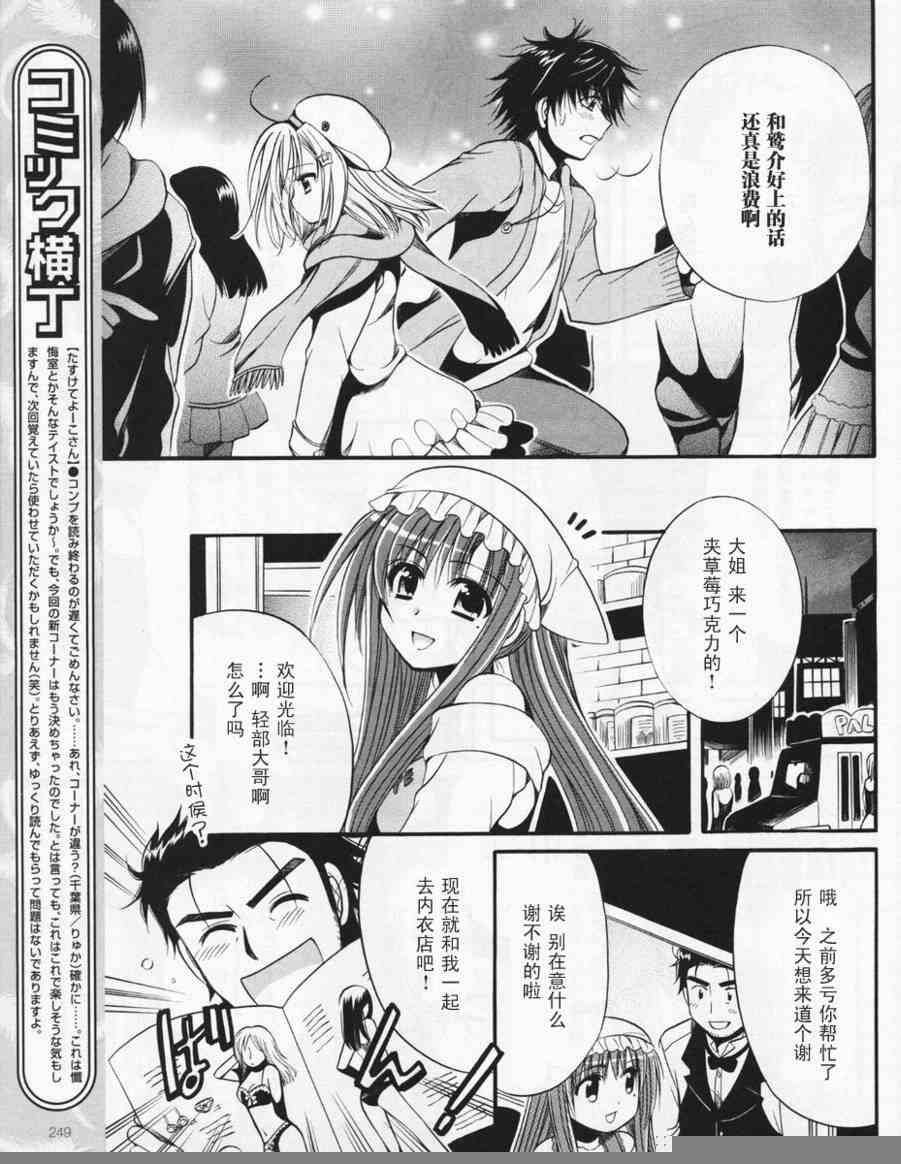 和鹭介好上的话
还真是浪费啊
大姐 来一个
夹草莓巧克力的！
PAL
欢迎光临！
…啊 轻部大哥啊
怎么了吗
这个时候？
哦 之前多亏你帮忙了
所以今天想来道个谢
诶 别在意什么
谢不谢的啦
现在就和我一起
去内衣店吧！
ばんっ!!
コミック横丁
【たすけてよーこさん】●コンプを読み終わるのが遅くてごめんなさい。……あれ、コーナーが違う？（千葉県／りゅか）確かに……。これは懺
悔室とかそんなテイストでしょうか～。でも、今回の新コーナーはもう決めちゃったのでした。とは言っても、これはこれで楽しそうな気もし
ますんで、次回覚えていたら使わせていただくかもしれません（笑）。とりあえず、ゆっくり読んでもらって問題はないでありますよ。
249